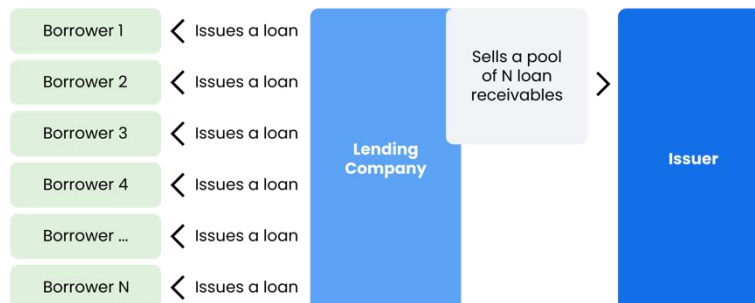 Borrower 1
Issues a loan
Borrower 2
Issues a loan
Borrower 3
Issues a loan
Borrower 4
Issues a loan
Borrower ...
Issues a loan
Borrower N
Issues a loan
Lending
Company
Sells a pool
of N loan
receivables
Issuer